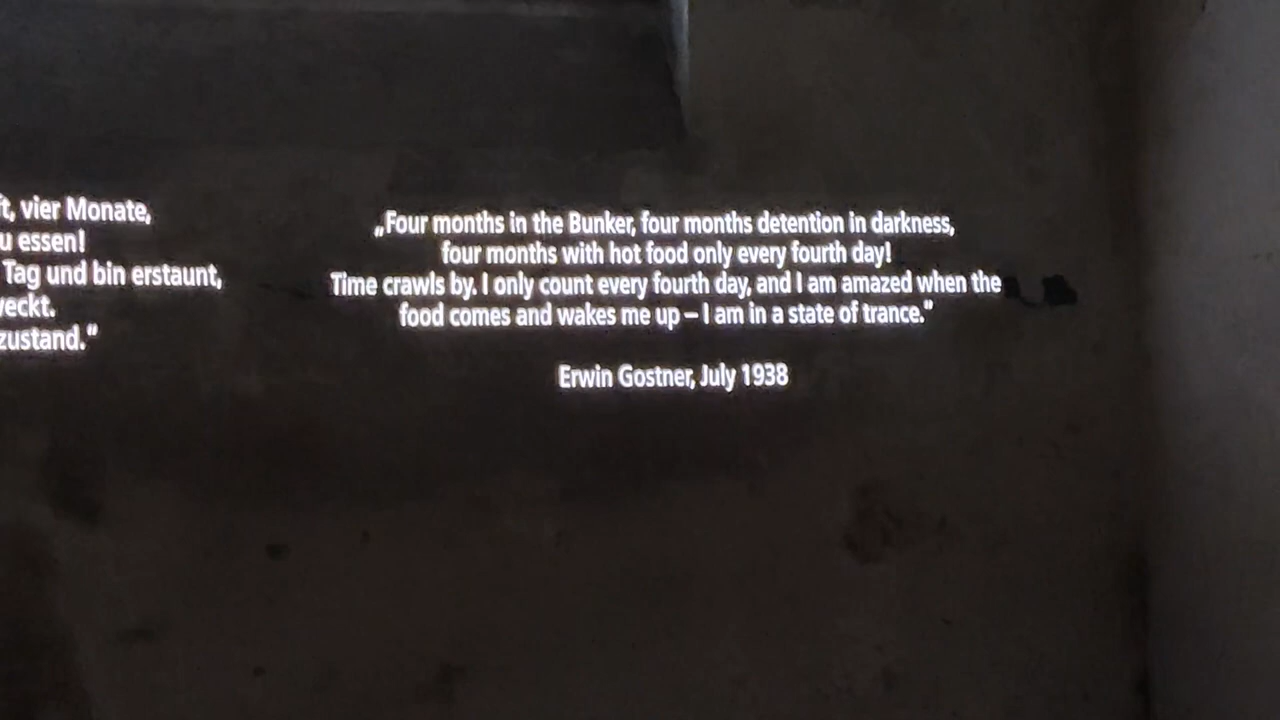 ft, vier Monate,
u essen!
Tag und bin erstaunt,
weckt.
zustand.“
„Four months in the Bunker, four months detention in darkness,
four months with hot food only every fourth day!
Time crawls by. I only count every fourth day, and I am amazed when the
food comes and wakes me up – I am in a state of trance.”
Erwin Gostner, July 1938